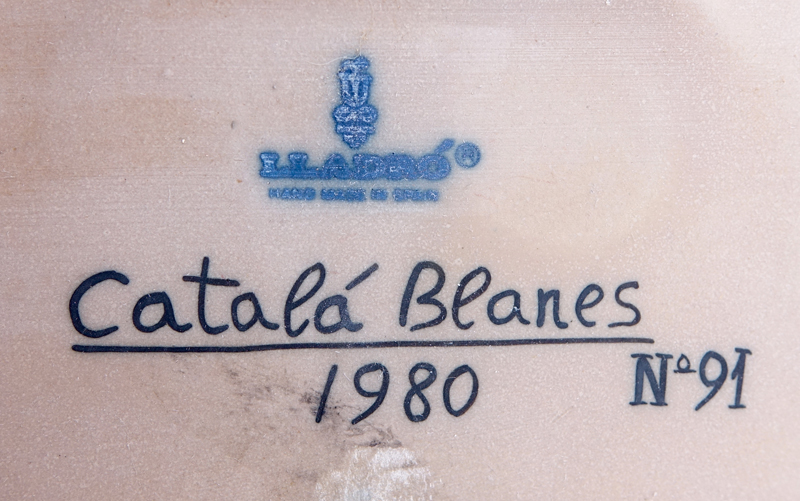 LLADRÓ®
HAND MADE IN SPAIN
Catalá Blanes
1980
Nº91